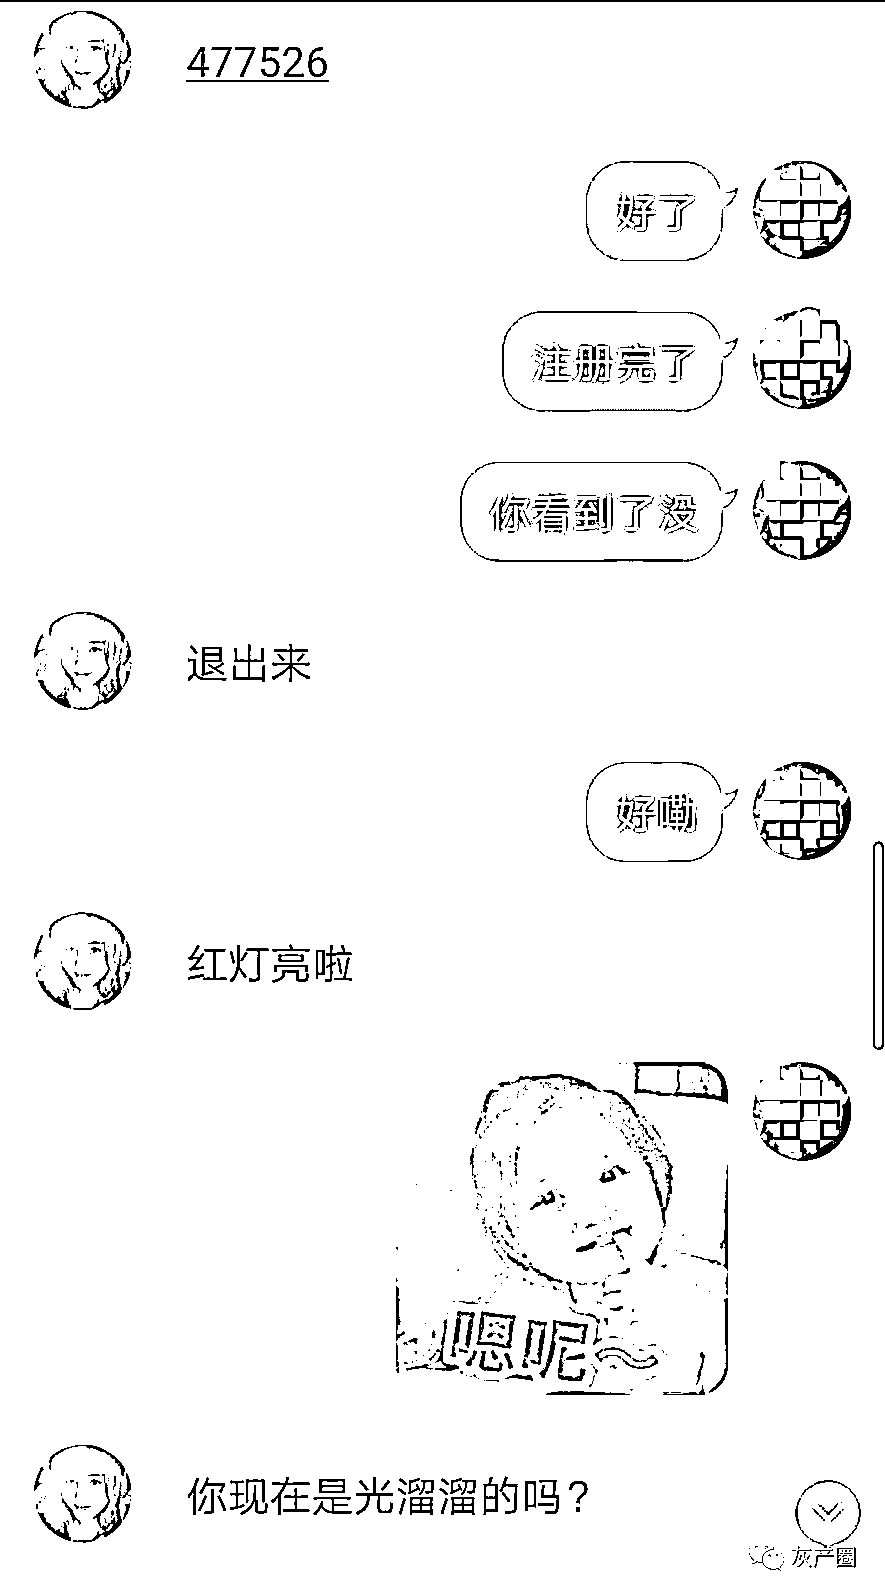 477526
好了
注册完了
你看到了没
退出来
好嘞
红灯亮啦
嗯呢~
你现在是光溜溜的吗?
灰产圈